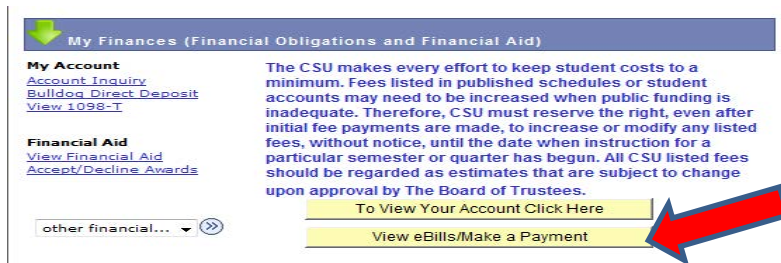 My Finances (Financial Obligations and Financial Aid)
My Account
Account Inquiry
Bulldog Direct Deposit
View 1098-T
Financial Aid
View Financial Aid
Accept/Decline Awards
other financial...
The CSU makes every effort to keep student costs to a
minimum. Fees listed in published schedules or student
accounts may need to be increased when public funding is
inadequate. Therefore, CSU must reserve the right, even after
initial fee payments are made, to increase or modify any listed
fees, without notice, until the date when instruction for a
particular semester or quarter has begun. All CSU listed fees
should be regarded as estimates that are subject to change
upon approval by The Board of Trustees.
To View Your Account Click Here
View eBills/Make a Payment